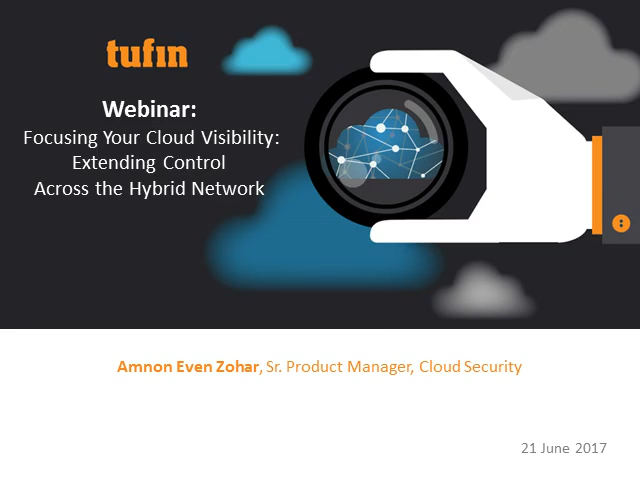 tufin
Webinar:
Focusing Your Cloud Visibility:
Extending Control
Across the Hybrid Network
Amnon Even Zohar, Sr. Product Manager, Cloud Security
21 June 2017